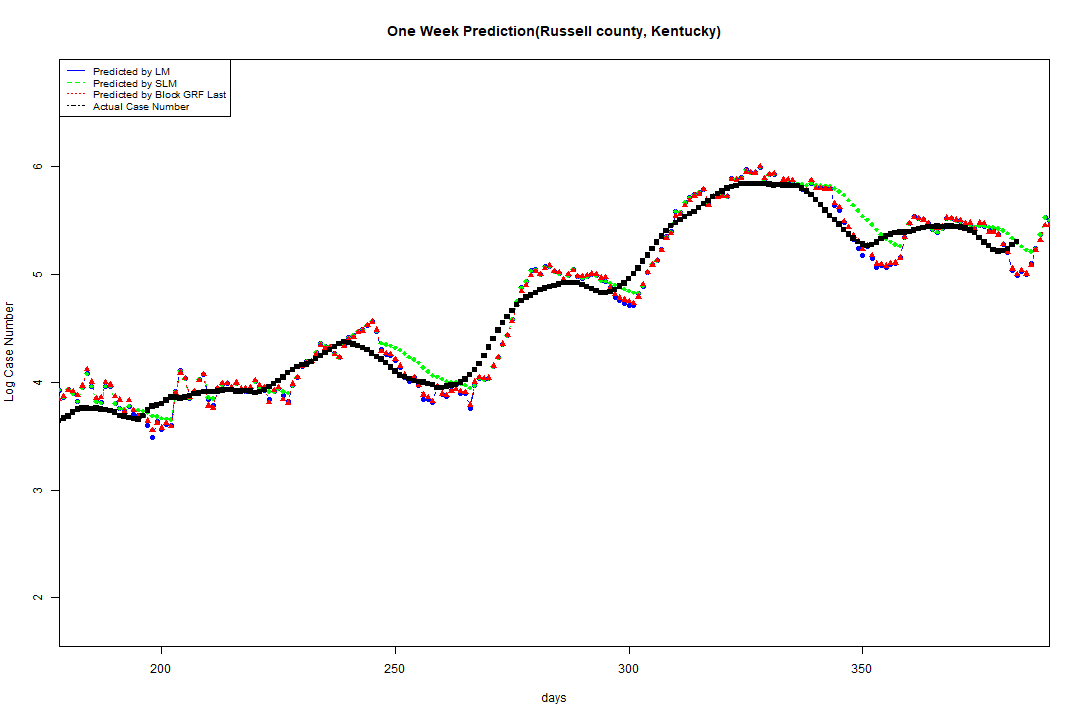 One Week Prediction(Russell county, Kentucky)
Predicted by LM
Predicted by SLM
Predicted by Block GRF Last
Actual Case Number
6
5
4
3
2
Log Case Number
200 250 300 350
days